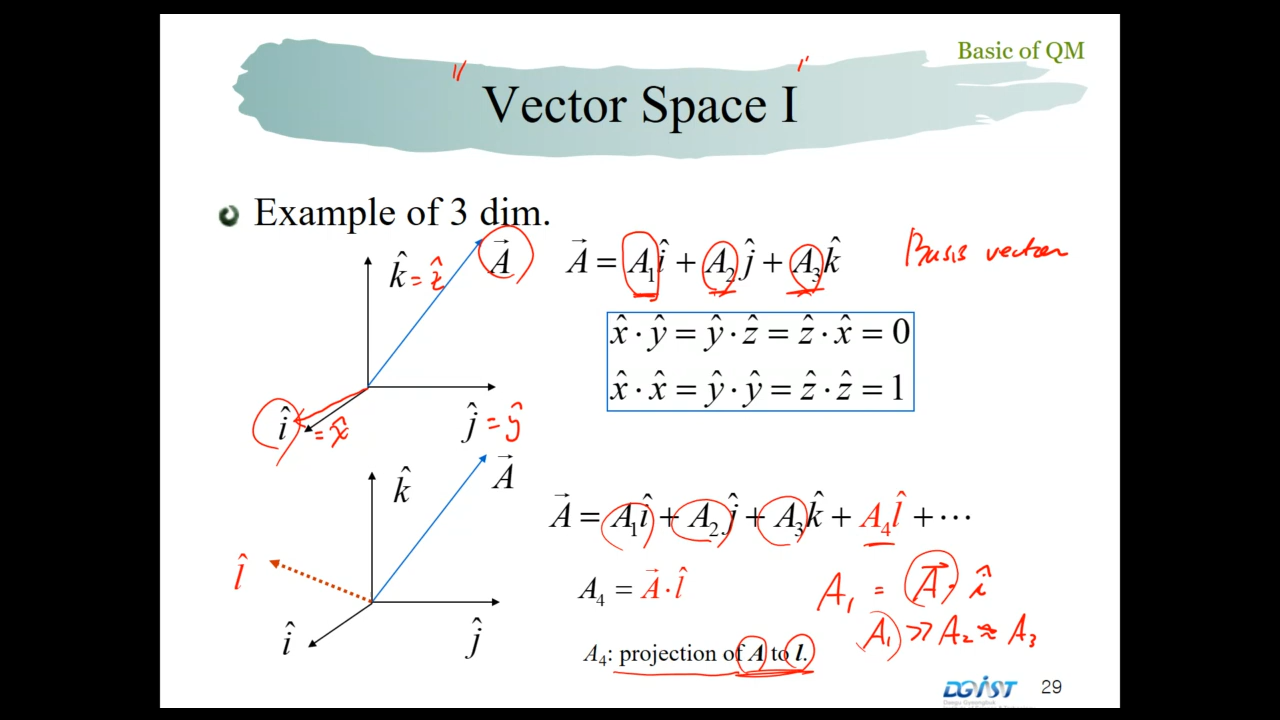 Basic of QM
" Vector Space I "
Example of 3 dim.
k̂ = ẑ
A⃗
A⃗ = A₁î + A₂ĵ + A₃k̂
Basis vector
x̂ · ŷ = ŷ · ẑ = ẑ · x̂ = 0
x̂ · x̂ = ŷ · ŷ = ẑ · ẑ = 1
î = x̂
ĵ = ŷ
k̂
A⃗
l̂
î
ĵ
A⃗ = A₁î + A₂ĵ + A₃k̂ + A₄l̂ + ⋯
A₄ = A⃗ · l̂
A₁ = A⃗ · î
A₁ >> A₂ ≈ A₃
A₄: projection of A to l.
DGIST
29